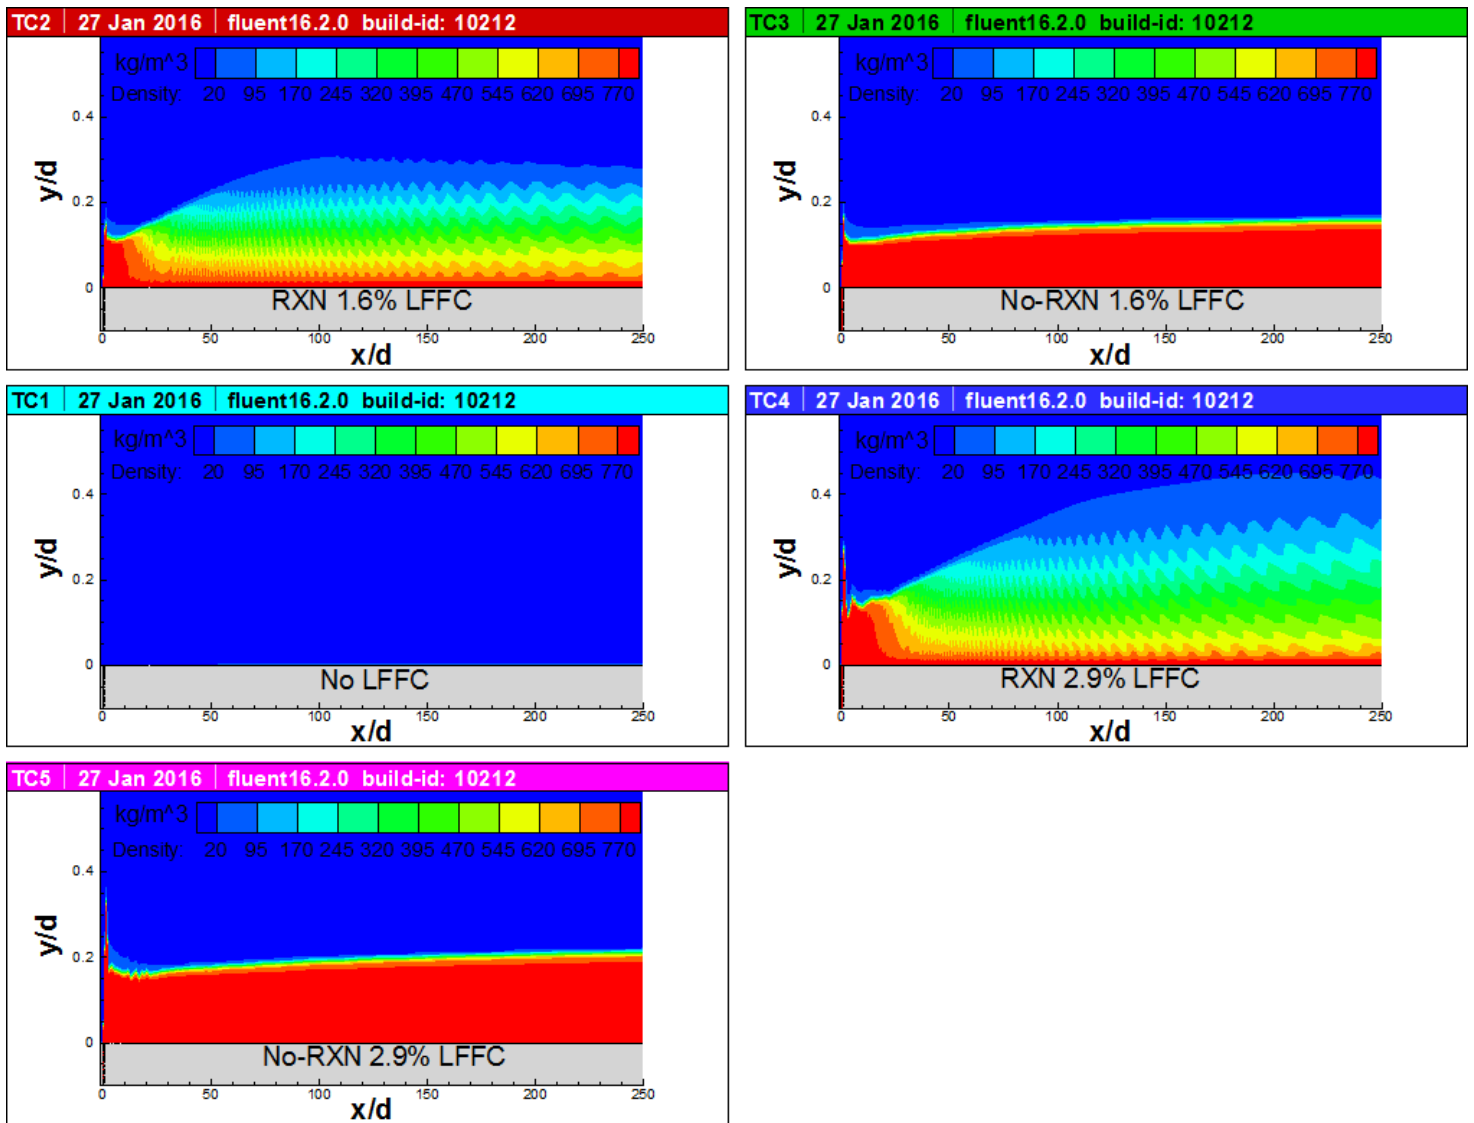 TC2 27 Jan 2016 fluent16.2.0 build-id: 10212
kg/m^3
Density: 20 95 170 245 320 395 470 545 620 695 770
0.4
0.2
0
y/d
RXN 1.6% LFFC
0 50 100 150 200 250
x/d
TC3 27 Jan 2016 fluent16.2.0 build-id: 10212
kg/m^3
Density: 20 95 170 245 320 395 470 545 620 695 770
0.4
0.2
0
y/d
No-RXN 1.6% LFFC
0 50 100 150 200 250
x/d
TC1 27 Jan 2016 fluent16.2.0 build-id: 10212
kg/m^3
Density: 20 95 170 245 320 395 470 545 620 695 770
0.4
0.2
0
y/d
No LFFC
0 50 100 150 200 250
x/d
TC4 27 Jan 2016 fluent16.2.0 build-id: 10212
kg/m^3
Density: 20 95 170 245 320 395 470 545 620 695 770
0.4
0.2
0
y/d
RXN 2.9% LFFC
0 50 100 150 200 250
x/d
TC5 27 Jan 2016 fluent16.2.0 build-id: 10212
kg/m^3
Density: 20 95 170 245 320 395 470 545 620 695 770
0.4
0.2
0
y/d
No-RXN 2.9% LFFC
0 50 100 150 200 250
x/d